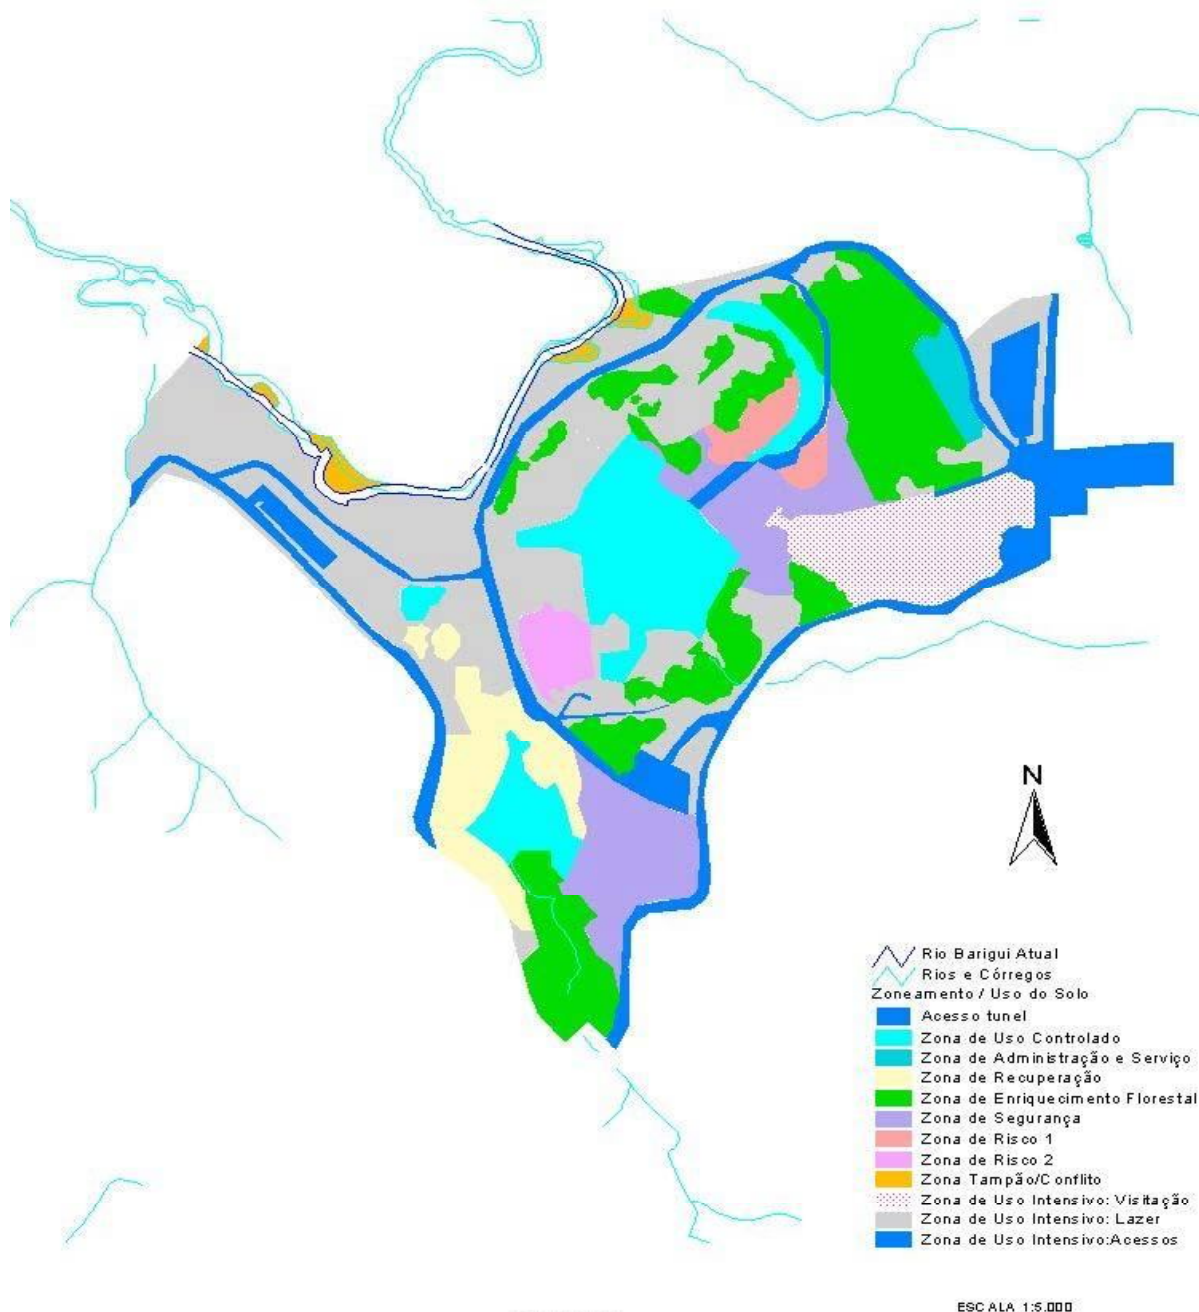 N
Rio Barigui Atual
Rios e Córregos
Zoneamento / Uso do Solo
Acesso tunel
Zona de Uso Controlado
Zona de Administração e Serviço
Zona de Recuperação
Zona de Enriquecimento Florestal
Zona de Segurança
Zona de Risco 1
Zona de Risco 2
Zona Tampão/Conflito
Zona de Uso Intensivo: Visitação
Zona de Uso Intensivo: Lazer
Zona de Uso Intensivo:Acessos
ESCALA 1:5.000